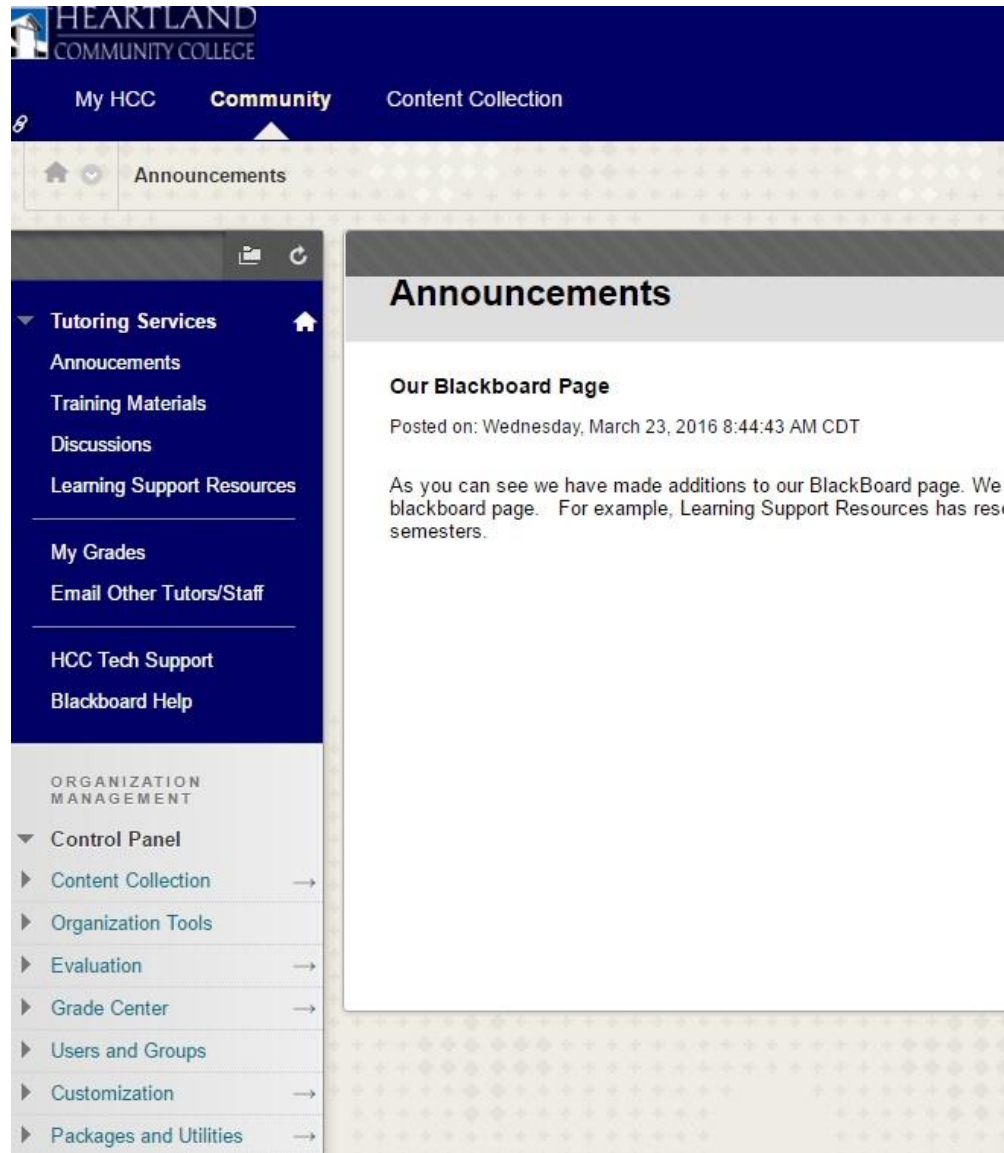 HEARTLAND
COMMUNITY COLLEGE
My HCC Community Content Collection
Announcements
Tutoring Services
Annoucements
Training Materials
Discussions
Learning Support Resources
My Grades
Email Other Tutors/Staff
HCC Tech Support
Blackboard Help
ORGANIZATION
MANAGEMENT
Control Panel
Content Collection
Organization Tools
Evaluation
Grade Center
Users and Groups
Customization
Packages and Utilities
Announcements
Our Blackboard Page
Posted on: Wednesday, March 23, 2016 8:44:43 AM CDT
As you can see we have made additions to our BlackBoard page. We
blackboard page. For example, Learning Support Resources has
semesters.